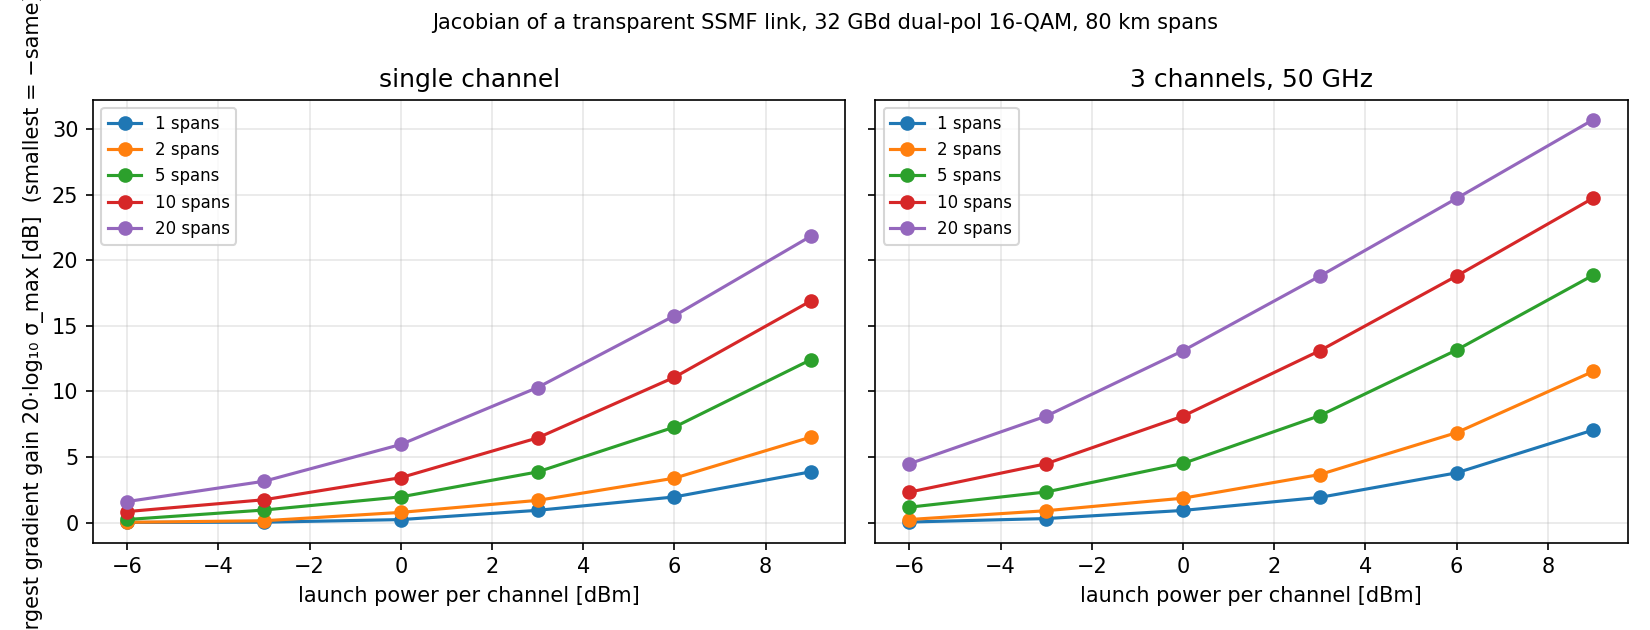 Jacobian of a transparent SSMF link, 32 GBd dual-pol 16-QAM, 80 km spans
single channel
3 channels, 50 GHz
rgest gradient gain 20·log₁₀ σ_max [dB]  (smallest = −same
30
25
20
15
10
5
0
1 spans
2 spans
5 spans
10 spans
20 spans
−6 −4 −2 0 2 4 6 8
launch power per channel [dBm]
1 spans
2 spans
5 spans
10 spans
20 spans
−6 −4 −2 0 2 4 6 8
launch power per channel [dBm]